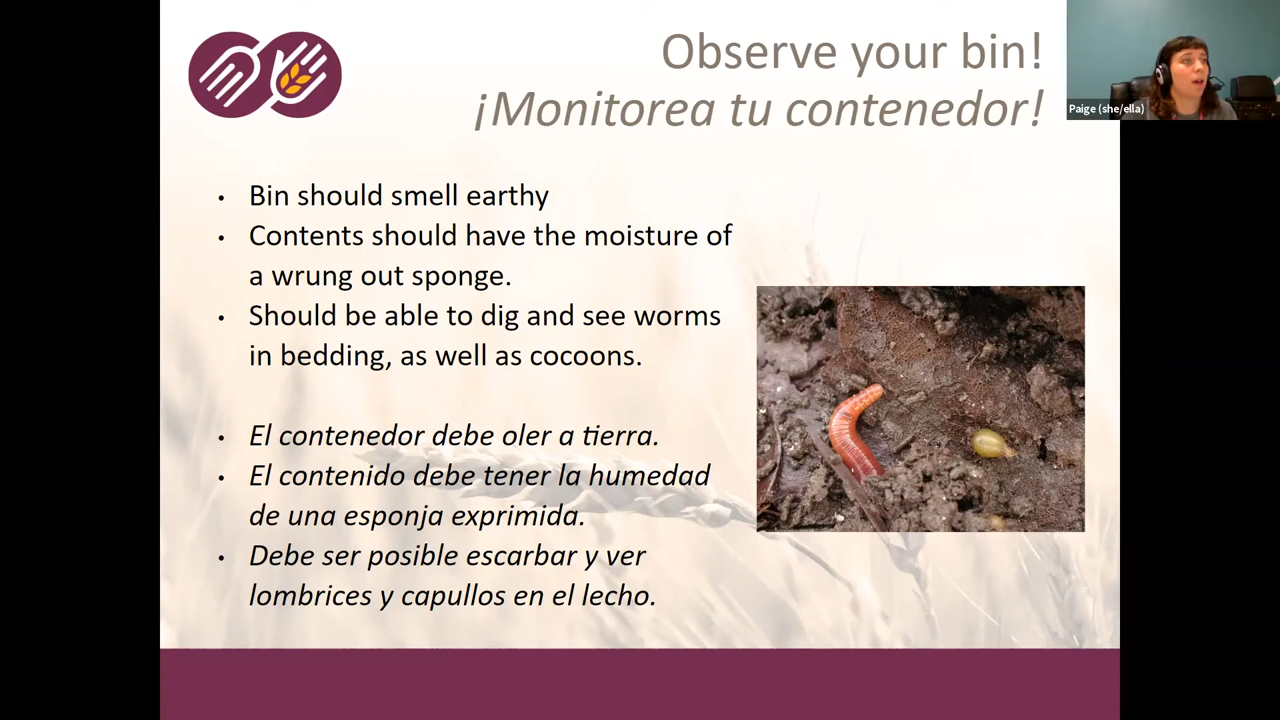 Observe your bin!
¡Monitorea tu contenedor!
Paige (she/ella)
• Bin should smell earthy
• Contents should have the moisture of
a wrung out sponge.
• Should be able to dig and see worms
in bedding, as well as cocoons.
• El contenedor debe oler a tierra.
• El contenido debe tener la humedad
de una esponja exprimida.
• Debe ser posible escarbar y ver
lombrices y capullos en el lecho.